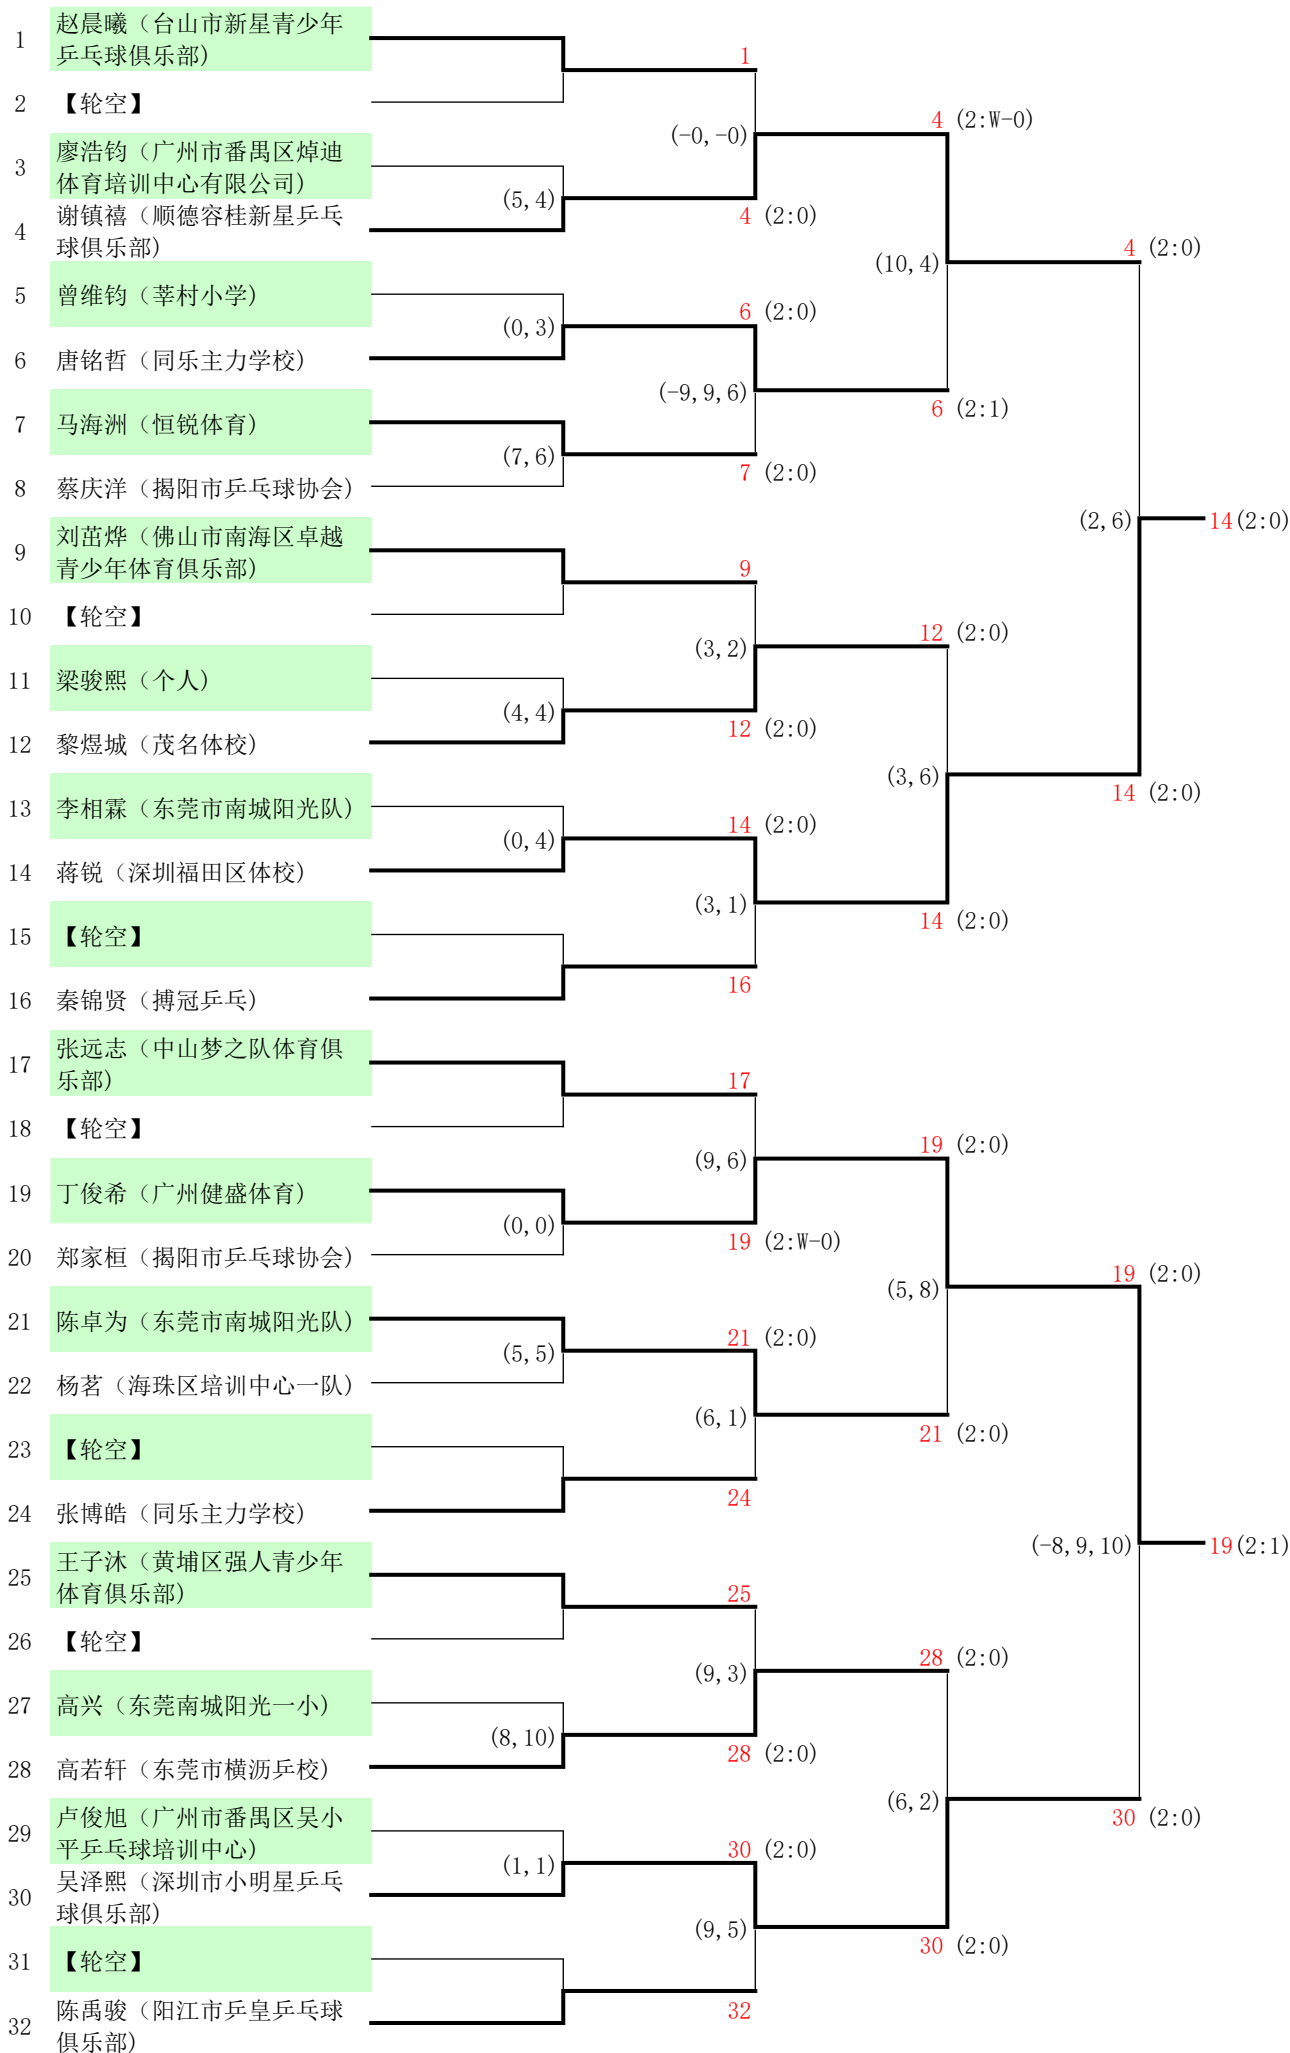 赵晨曦（台山市新星青少年
1
乒乓球俱乐部）
1
2 【轮空】
4 (2:W-0)
(-0,-0)
廖浩钧（广州市番禺区焯迪
3
体育培训中心有限公司）
(5,4)
谢镇禧（顺德容桂新星乒乓
4 (2:0)
4
球俱乐部）
4 (2:0)
(10,4)
5 曾维钧（莘村小学）
6 (2:0)
(0,3)
6 唐铭哲（同乐主力学校）
(-9,9,6)
6 (2:1)
7 马海洲（恒锐体育）
(7,6)
7 (2:0)
8 蔡庆洋（揭阳市乒乓球协会）
(2,6)
14(2:0)
刘茁烨（佛山市南海区卓越
9
青少年体育俱乐部）
9
10 【轮空】
12 (2:0)
(3,2)
11 梁骏熙（个人）
(4,4)
12 (2:0)
12 黎煜城（茂名体校）
(3,6)
14 (2:0)
13 李相霖（东莞市南城阳光队）
14 (2:0)
(0,4)
14 蒋锐（深圳福田区体校）
(3,1)
14 (2:0)
15 【轮空】
16
16 秦锦贤（搏冠乒乓）
张远志（中山梦之队体育俱
17
乐部）
17
18 【轮空】
19 (2:0)
(9,6)
19 丁俊希（广州健盛体育）
(0,0)
19 (2:W-0)
20 郑家桓（揭阳市乒乓球协会）
19 (2:0)
(5,8)
21 陈卓为（东莞市南城阳光队）
21 (2:0)
(5,5)
22 杨茗（海珠区培训中心一队）
(6,1)
21 (2:0)
23 【轮空】
24
24 张博皓（同乐主力学校）
(-8,9,10)
19(2:1)
王子沐（黄埔区强人青少年
25
体育俱乐部）
25
26 【轮空】
28 (2:0)
(9,3)
27 高兴（东莞南城阳光一小）
(8,10)
28 (2:0)
28 高若轩（东莞市横沥乒校）
(6,2)
30 (2:0)
卢俊旭（广州市番禺区吴小
29
平乒乓球培训中心）
30 (2:0)
(1,1)
吴泽熙（深圳市小明星乒乓
30
球俱乐部）
(9,5)
30 (2:0)
31 【轮空】
32
陈禹骏（阳江市乒皇乒乓球
32
俱乐部）